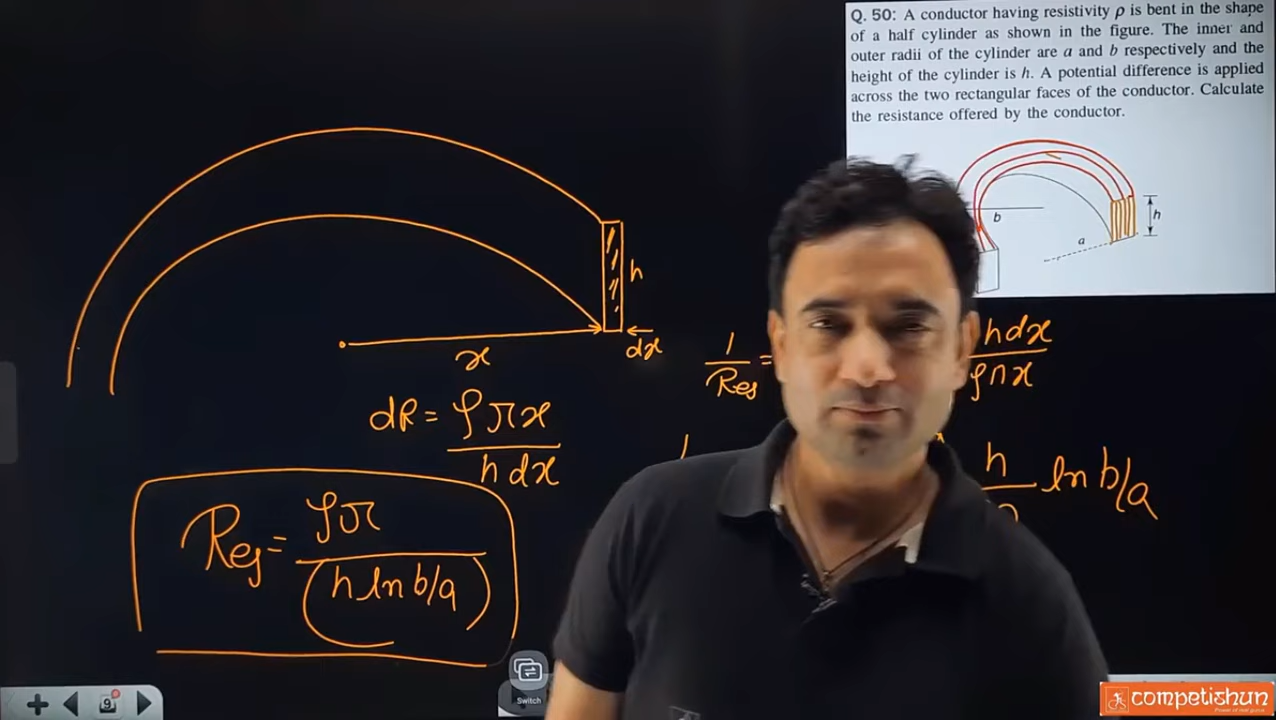 Q. 50: A conductor having resistivity ρ is bent in the shape
of a half cylinder as shown in the figure. The inner and
outer radii of the cylinder are a and b respectively and the
height of the cylinder is h. A potential difference is applied
across the two rectangular faces of the conductor. Calculate
the resistance offered by the conductor.
b
a
h
h
x
dx
dR = ρπx / h dx
1 / Req =
hdx / ρπx
h
ln b/a
Req = ρπ / (h ln b/a)
+
9
Switch
competishun